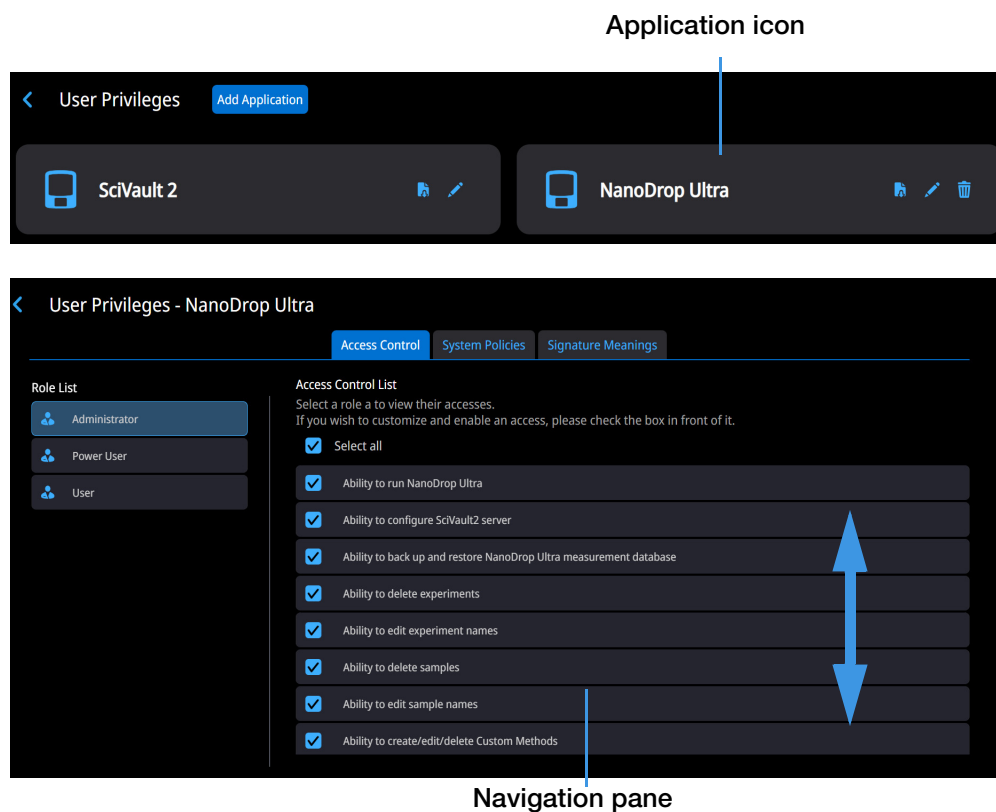 Application icon
User Privileges
Add Application
SciVault 2
NanoDrop Ultra
User Privileges - NanoDrop Ultra
Access Control
System Policies
Signature Meanings
Role List
Administrator
Power User
User
Access Control List
Select a role a to view their accesses.
If you wish to customize and enable an access, please check the box in front of it.
Select all
Ability to run NanoDrop Ultra
Ability to configure SciVault2 server
Ability to back up and restore NanoDrop Ultra measurement database
Ability to delete experiments
Ability to edit experiment names
Ability to delete samples
Ability to edit sample names
Ability to create/edit/delete Custom Methods
Navigation pane